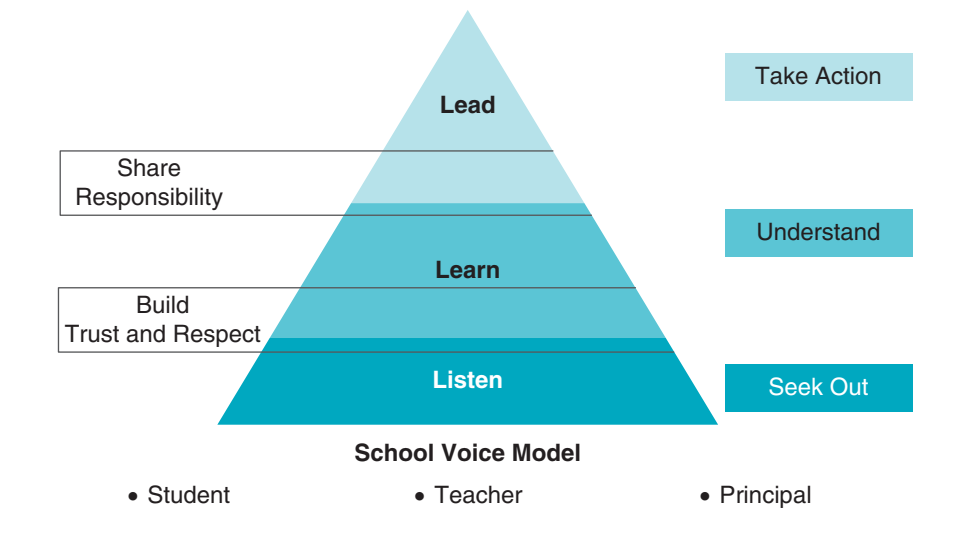 Lead
Take Action
Share
Responsibility
Understand
Learn
Build
Trust and Respect
Listen
Seek Out
School Voice Model
• Student
• Teacher
• Principal